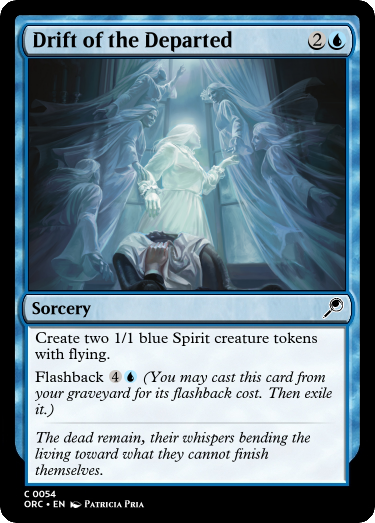 Drift of the Departed 2
Sorcery
Create two 1/1 blue Spirit creature tokens
with flying.
Flashback 4 (You may cast this card from
your graveyard for its flashback cost. Then exile
it.)
The dead remain, their whispers bending the
living toward what they cannot finish
themselves.
C 0054
ORC • EN Patricia Pria